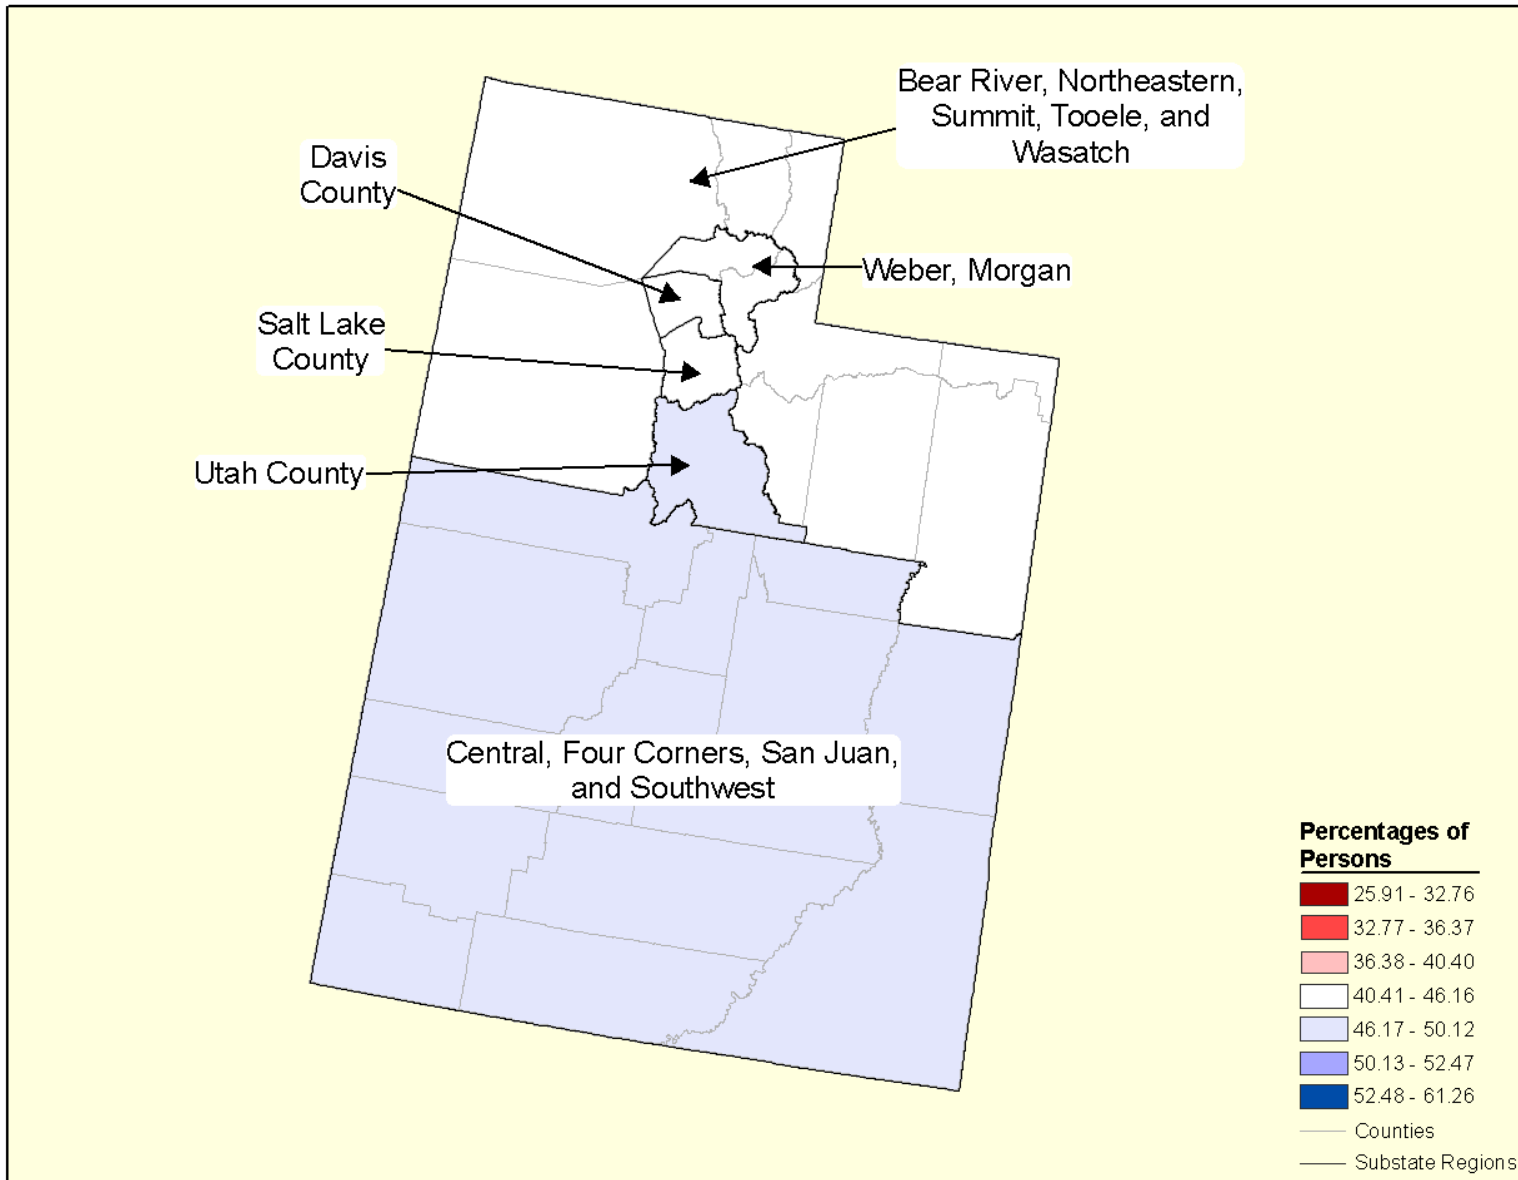 Bear River, Northeastern,
Summit, Tooele, and
Wasatch
Davis
County
Weber, Morgan
Salt Lake
County
Utah County
Central, Four Corners, San Juan,
and Southwest
Percentages of
Persons
25.91 - 32.76
32.77 - 36.37
36.38 - 40.40
40.41 - 46.16
46.17 - 50.12
50.13 - 52.47
52.48 - 61.26
Counties
Substate Regions